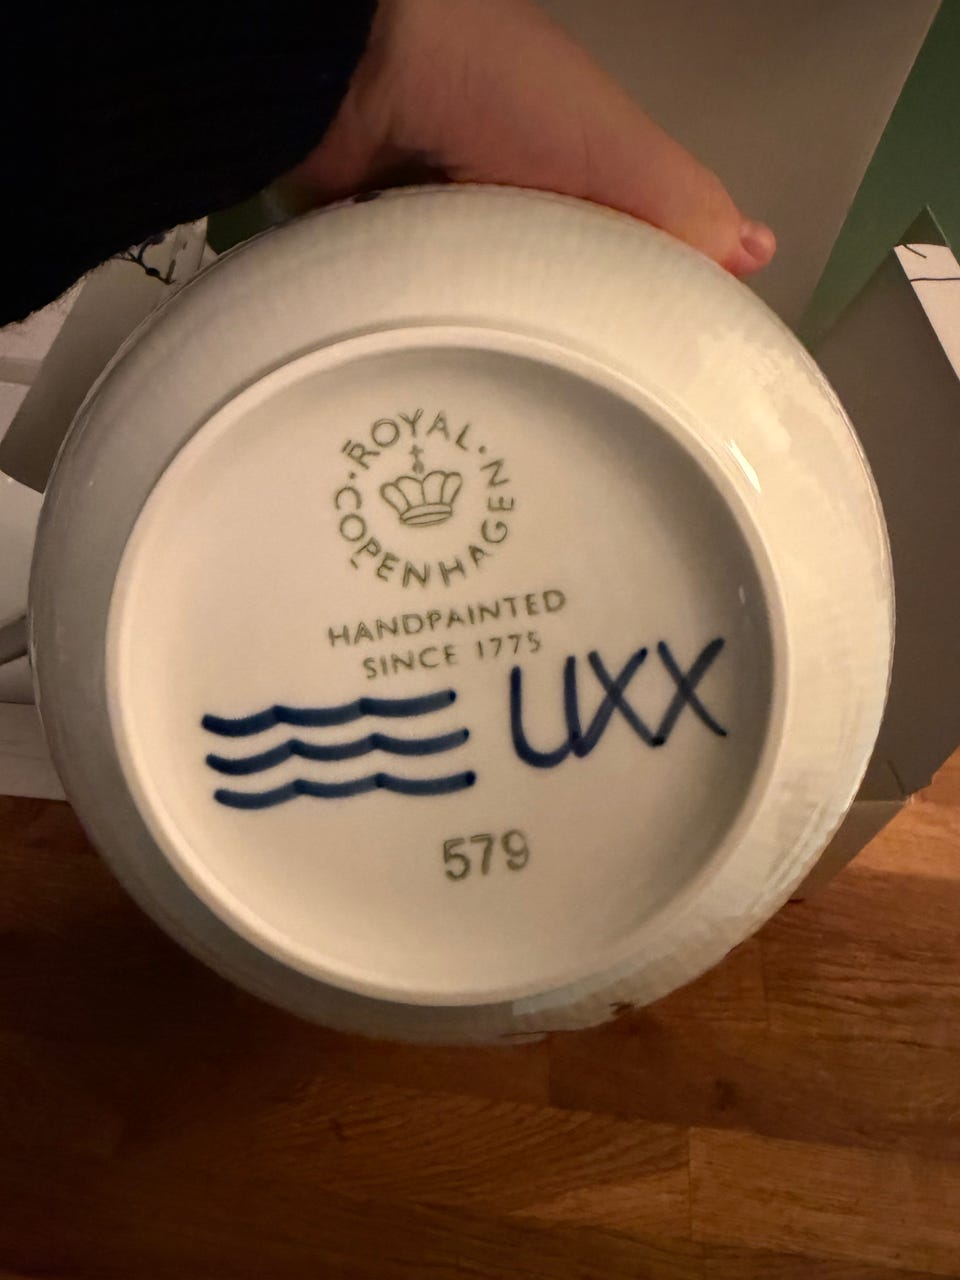 ROYAL
COPENHAGEN
HANDPAINTED
SINCE 1775
UXX
579